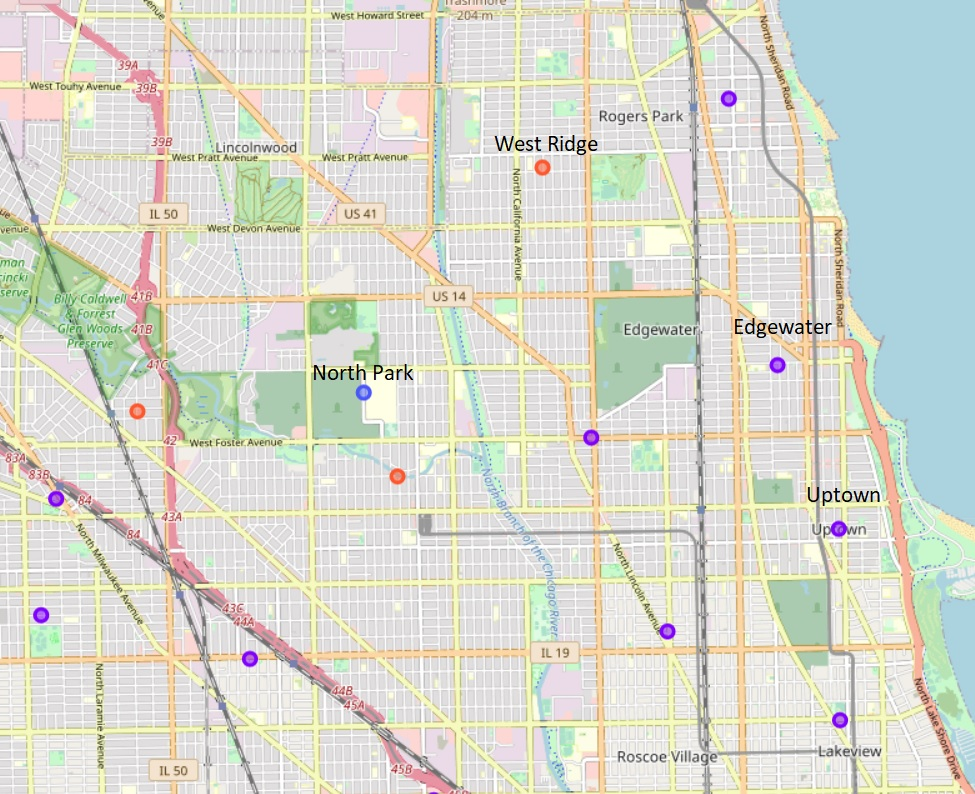 Trashmore
204 m
West Howard Street
North Sheridan Road
39A
39B
West Touhy Avenue
Rogers Park
39B
West Ridge
Lincolnwood
West Pratt Avenue
West Pratt Avenue
North California Avenue
IL 50
US 41
West Devon Avenue
North Sheridan Road
Billy Caldwell
Forrest
Glen Woods
Preserve
41B
41B
US 14
Edgewater
Edgewater
41C
North Park
42
West Foster Avenue
83A
83B
84
84
43A
North Milwaukee Avenue
North Branch of the Chicago River
Uptown
Uptown
North Lincoln Avenue
43C
44A
IL 19
44B
45A
North Laramie Avenue
North Lake Shore Drive
IL 50
Roscoe Village
Lakeview
45B